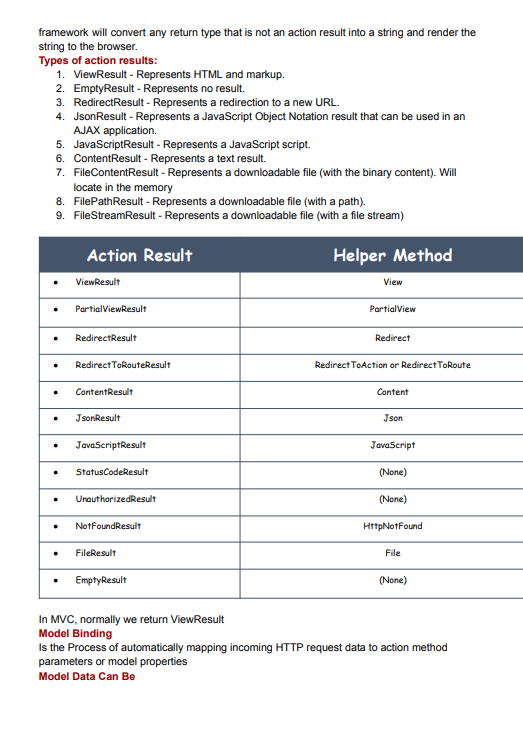 framework will convert any return type that is not an action result into a string and render the
string to the browser.
Types of action results:
1. ViewResult - Represents HTML and markup.
2. EmptyResult - Represents no result.
3. RedirectResult - Represents a redirection to a new URL.
4. JsonResult - Represents a JavaScript Object Notation result that can be used in an
AJAX application.
5. JavaScriptResult - Represents a JavaScript script.
6. ContentResult - Represents a text result.
7. FileContentResult - Represents a downloadable file (with the binary content). Will
locate in the memory
8. FilePathResult - Represents a downloadable file (with a path).
9. FileStreamResult - Represents a downloadable file (with a file stream)
Action Result Helper Method
• ViewResult View
• PartialViewResult PartialView
• RedirectResult Redirect
• RedirectToRouteResult RedirectToAction or RedirectToRoute
• ContentResult Content
• JsonResult Json
• JavaScriptResult JavaScript
• StatusCodeResult (None)
• UnauthorizedResult (None)
• NotFoundResult HttpNotFound
• FileResult File
• EmptyResult (None)
In MVC, normally we return ViewResult
Model Binding
Is the Process of automatically mapping incoming HTTP request data to action method
parameters or model properties
Model Data Can Be